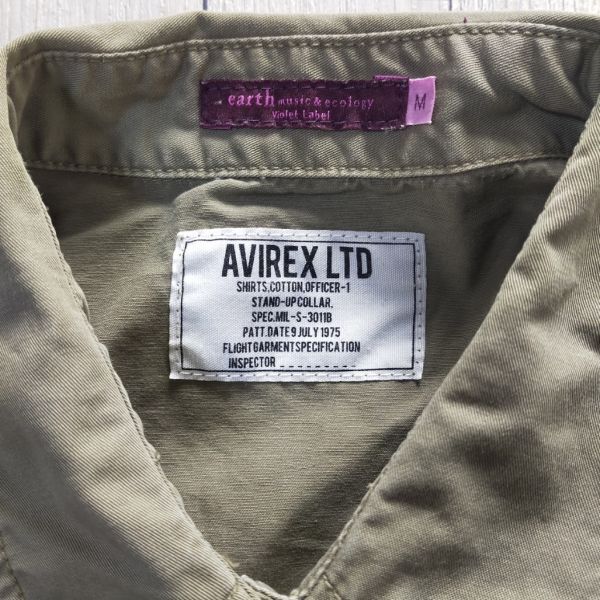 earth music & ecology
Violet Label
M
AVIREX LTD
SHIRTS,COTTON,OFFICER-1
STAND-UP COLLAR.
SPEC.MIL-S-3011B
PATT.DATE 9 JULY 1975
FLIGHT GARMENT SPECIFICATION
INSPECTOR